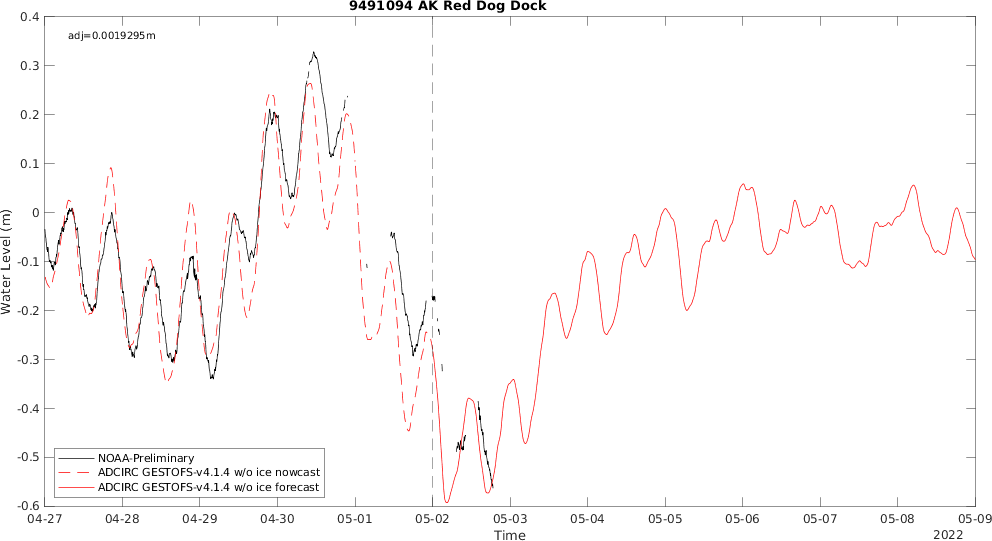 9491094 AK Red Dog Dock
adj=0.0019295m
0.4
0.3
0.2
0.1
0
-0.1
-0.2
-0.3
-0.4
-0.5
-0.6
Water Level (m)
NOAA-Preliminary
ADCIRC GESTOFS-v4.1.4 w/o ice nowcast
ADCIRC GESTOFS-v4.1.4 w/o ice forecast
04-27 04-28 04-29 04-30 05-01 05-02 05-03 05-04 05-05 05-06 05-07 05-08 05-09
Time
2022